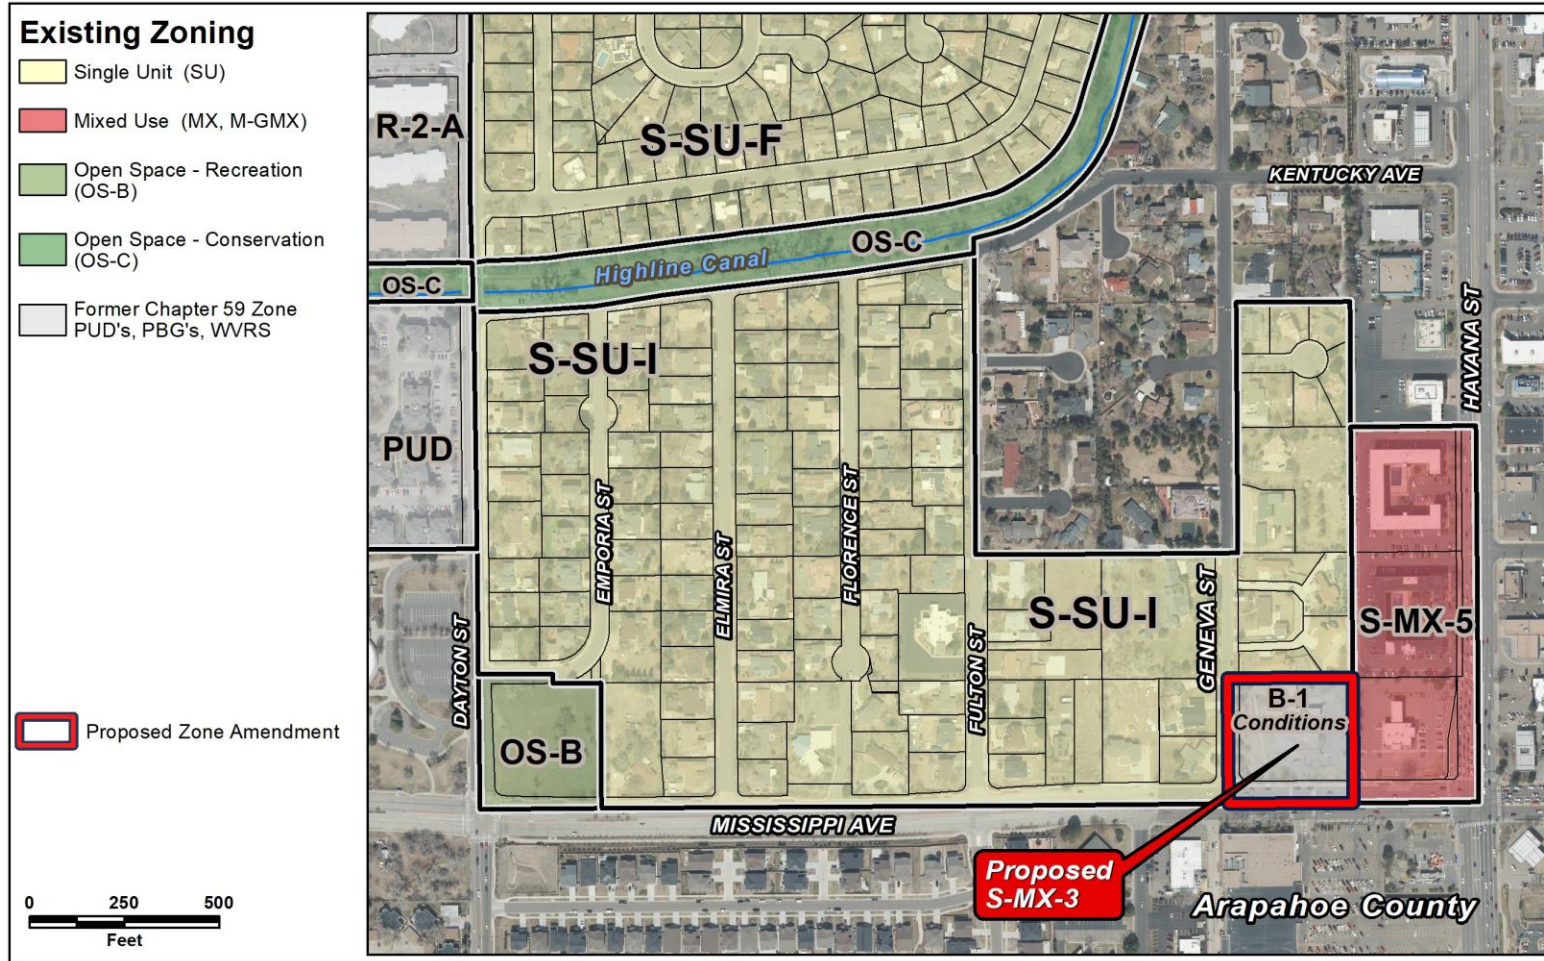 Existing Zoning
Single Unit (SU)
Mixed Use (MX, M-GMX)
Open Space - Recreation
(OS-B)
Open Space - Conservation
(OS-C)
Former Chapter 59 Zone
PUD's, PBG's, WVRS
Proposed Zone Amendment
0 250 500
Feet
R-2-A
S-SU-F
KENTUCKY AVE
OS-C
Highline Canal
OS-C
HAVANA ST
S-SU-I
PUD
EMPORIA ST
ELMIRA ST
FLORENCE ST
S-SU-I
GENEVA ST
S-MX-5
DAYTON ST
FULTON ST
B-1
Conditions
OS-B
MISSISSIPPI AVE
Proposed
S-MX-3
Arapahoe County